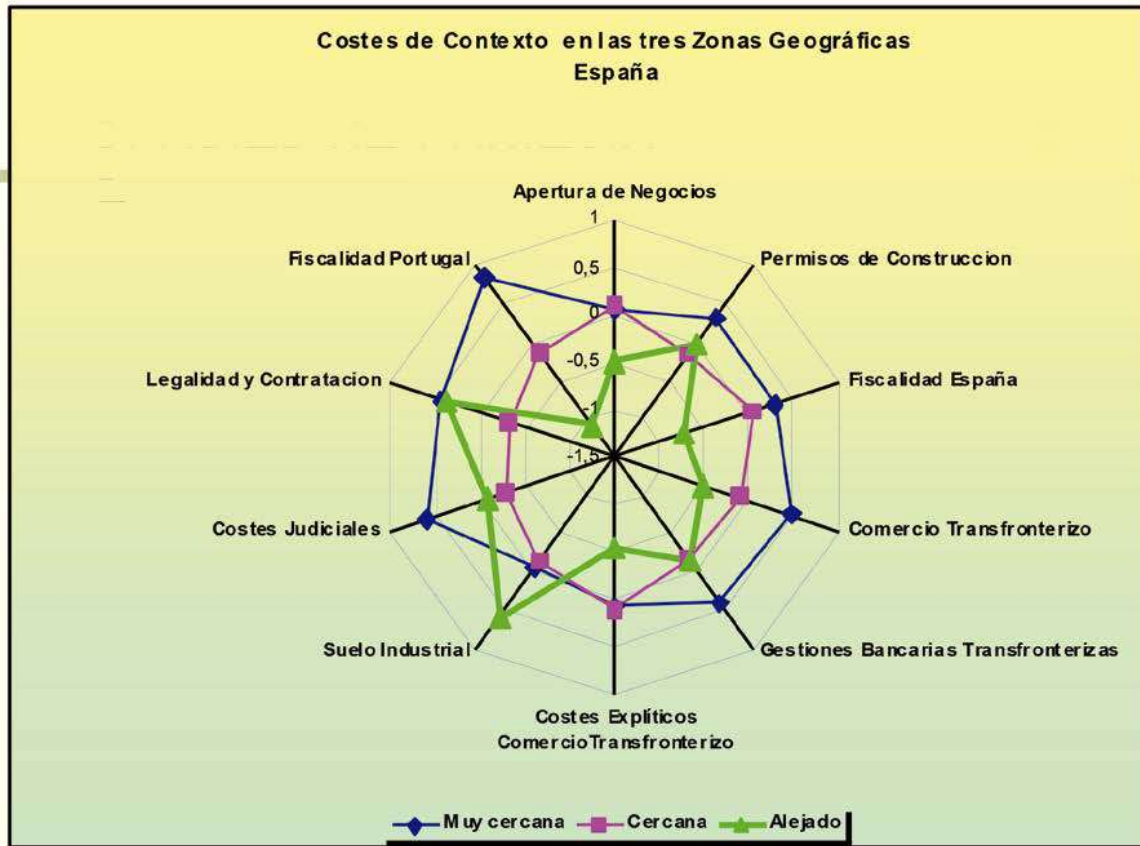 Costes de Contexto en las tres Zonas Geográficas
España
Apertura de Negocios
1
Fiscalidad Portugal
Permisos de Construccion
0,5
0
Legalidad y Contratacion
Fiscalidad España
-0,5
-1
-1,5
Costes Judiciales
Comercio Transfronterizo
Suelo Industrial
Gestiones Bancarias Transfronterizas
Costes Explíticos
Comercio Transfronterizo
Muy cercana
Cercana
Alejado